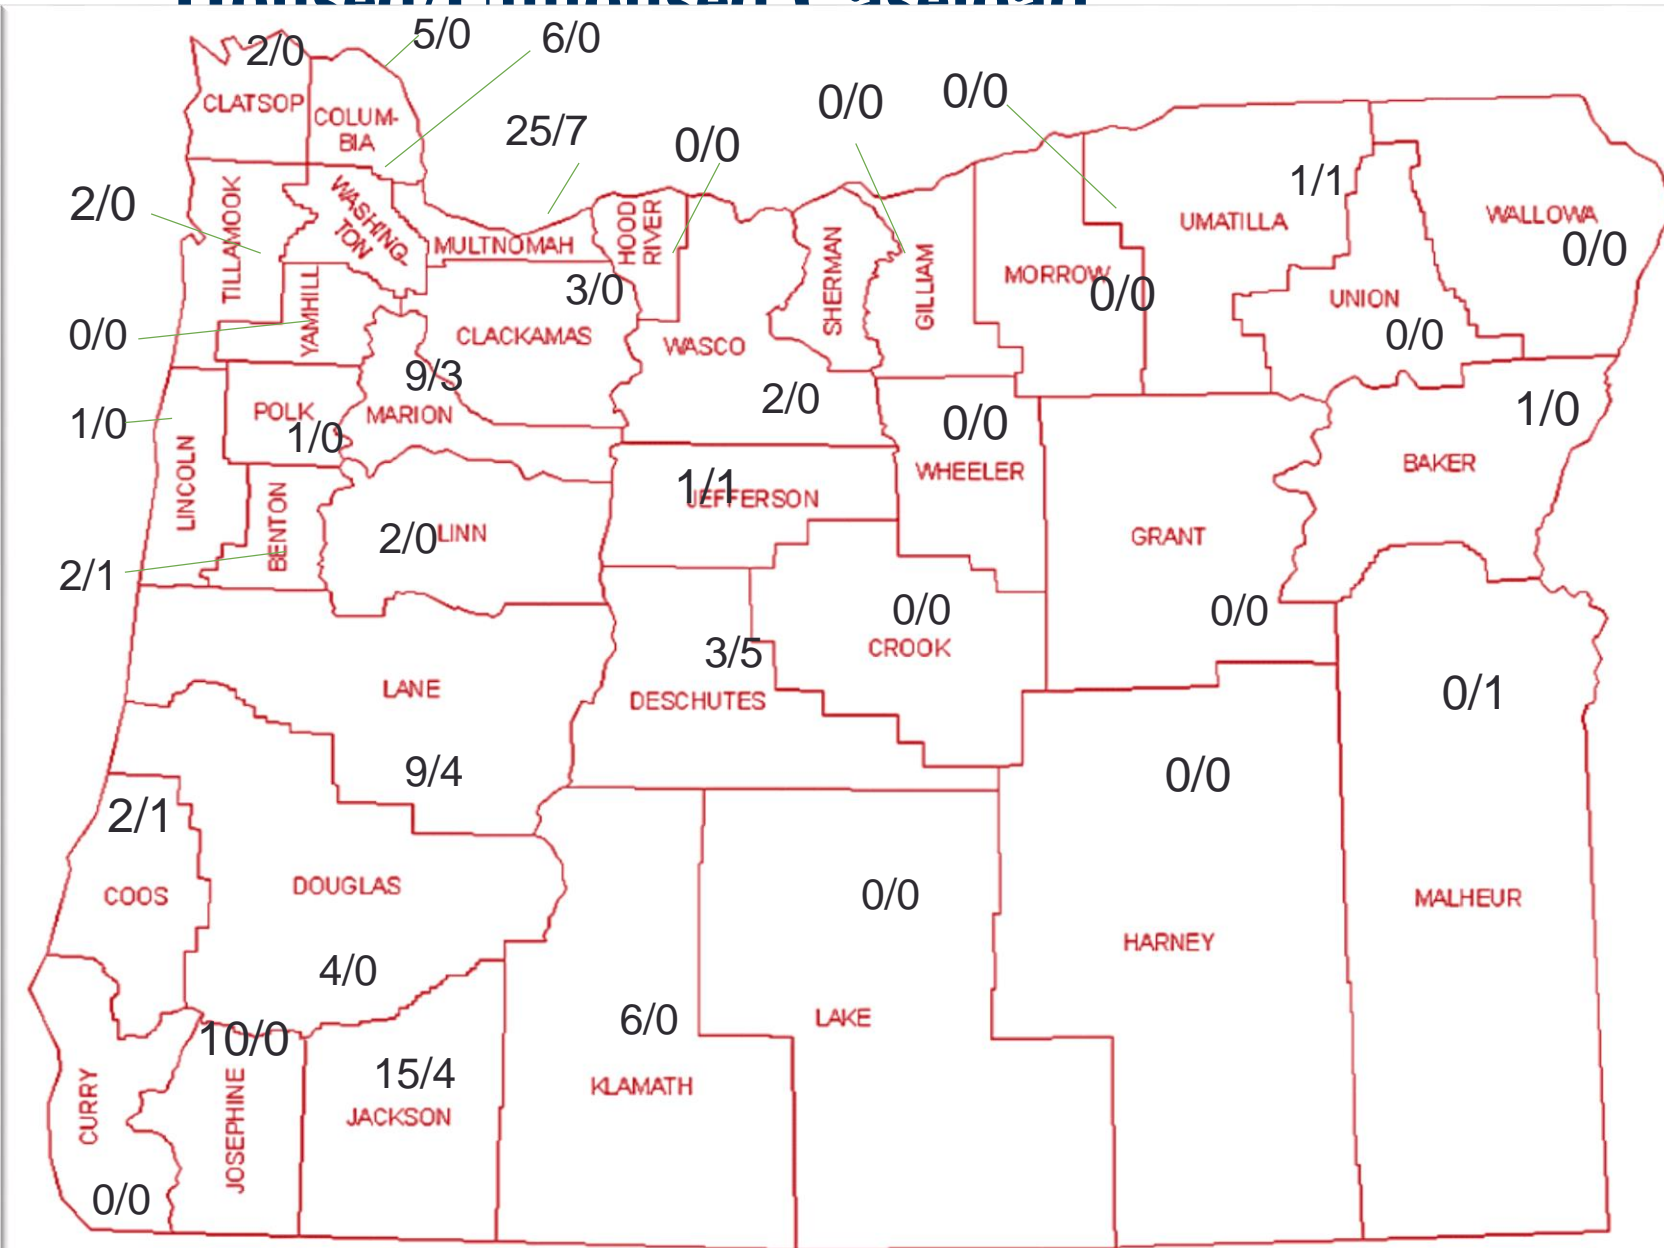 5/0
6/0
2/0
0/0
0/0
CLATSOP
COLUM-
BIA
25/7
0/0
2/0
TILLAMOOK
WASHING-
TON
MULTNOMAH
HOOD
RIVER
SHERMAN
GILLIAM
MORROW
0/0
UMATILLA
1/1
WALLOWA
0/0
UNION
0/0
3/0
CLACKAMAS
0/0
YAMHILL
WASCO
2/0
9/3
MARION
1/0
POLK
1/0
0/0
WHEELER
1/0
BAKER
LINCOLN
BENTON
2/1
2/0
LINN
1/1
JEFFERSON
GRANT
0/0
0/0
CROOK
3/5
DESCHUTES
LANE
9/4
0/1
MALHEUR
0/0
HARNEY
2/1
COOS
DOUGLAS
4/0
0/0
LAKE
6/0
KLAMATH
10/0
JOSEPHINE
15/4
JACKSON
CURRY
0/0